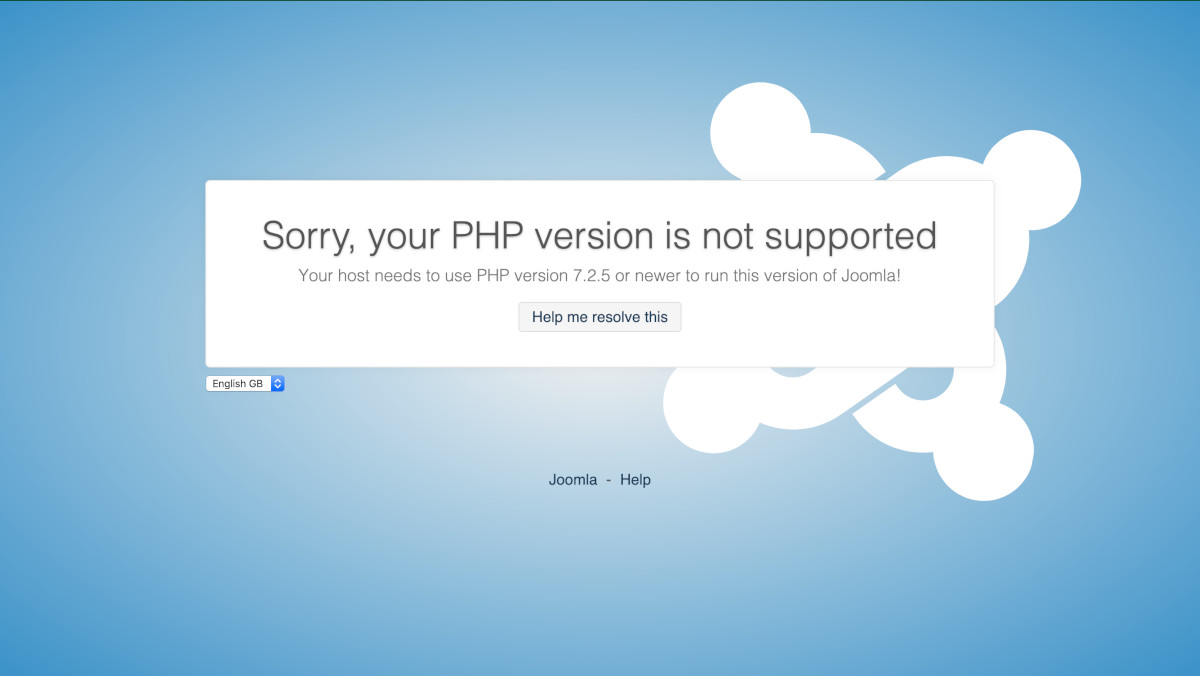 Sorry, your PHP version is not supported
Your host needs to use PHP version 7.2.5 or newer to run this version of Joomla!
Help me resolve this
English GB
Joomla - Help